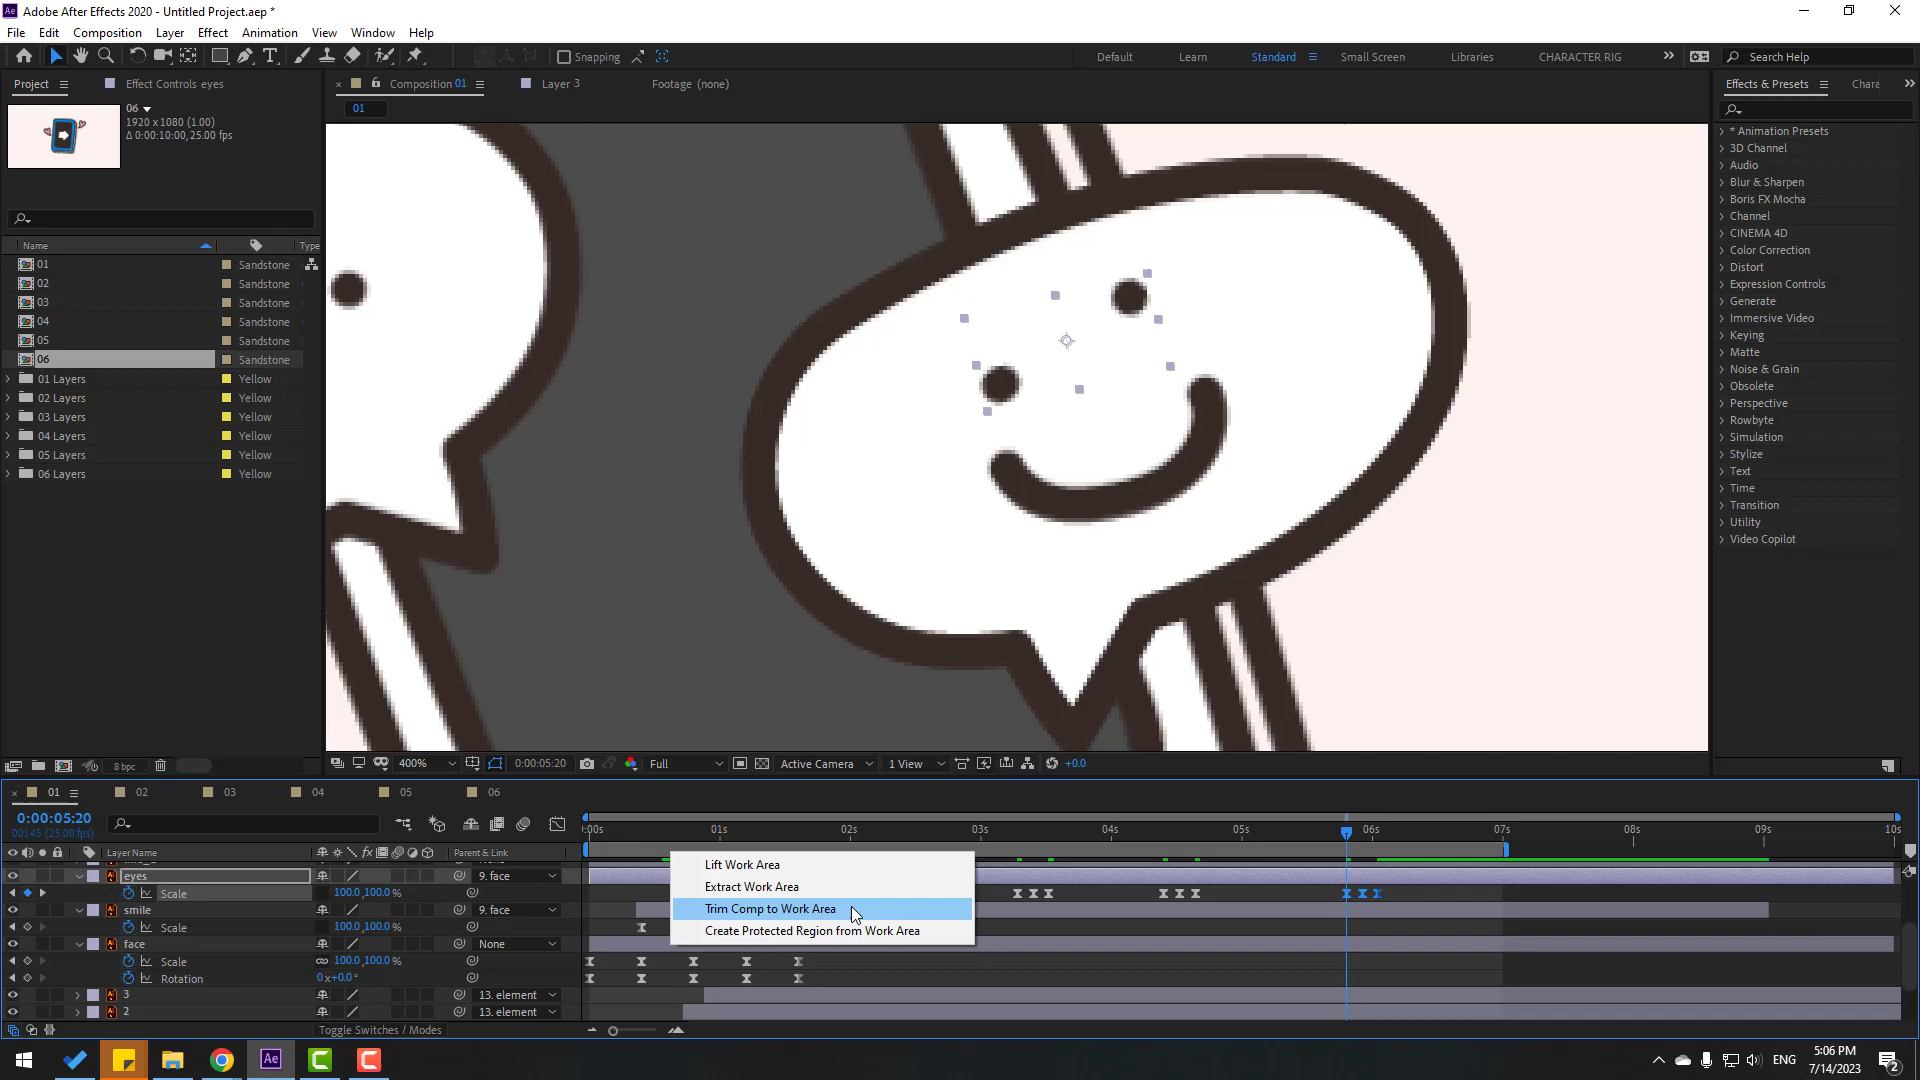 Adobe After Effects 2020 - Untitled Project.aep *
File Edit Composition Layer Effect Animation View Window Help
Snapping
Default Learn Standard Small Screen Libraries CHARACTER RIG
Search Help
Project Effect Controls eyes
Composition 01 Layer 3 Footage (none)
Effects & Presets Chara
01
06
1920 x 1080 (1.00)
Δ 0:00:10:00, 25.00 fps
Name Type
01 Sandstone
02 Sandstone
03 Sandstone
04 Sandstone
05 Sandstone
06 Sandstone
01 Layers Yellow
02 Layers Yellow
03 Layers Yellow
04 Layers Yellow
05 Layers Yellow
06 Layers Yellow
* Animation Presets
3D Channel
Audio
Blur & Sharpen
Boris FX Mocha
Channel
CINEMA 4D
Color Correction
Distort
Expression Controls
Generate
Immersive Video
Keying
Matte
Noise & Grain
Obsolete
Perspective
Rowbyte
Simulation
Stylize
Text
Time
Transition
Utility
Video Copilot
8 bpc
400% 0:00:05:20 Full Active Camera 1 View +0.0
01 02 03 04 05 06
0:00:05:20
00145 (25.00 fps)
:00s 01s 02s 03s 04s 05s 06s 07s 08s 09s 10s
Layer Name Parent & Link
eyes 9. face
Scale 100.0,100.0 %
smile 9. face
Scale 100.0,100.0 %
face None
Scale 100.0,100.0 %
Rotation 0x+0.0°
3 13. element
2 13. element
Toggle Switches / Modes
Lift Work Area
Extract Work Area
Trim Comp to Work Area
Create Protected Region from Work Area
ENG
5:06 PM
7/14/2023
2